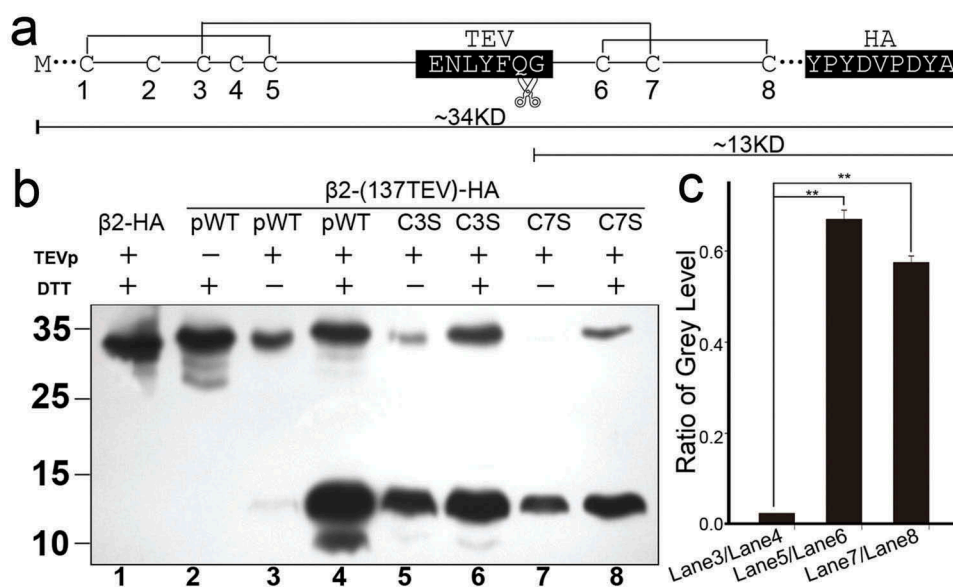 a
TEV HA
M···C C C C C ENLYFQG C C C···YPYDVPDYA
1 2 3 4 5 6 7 8
~34KD
~13KD
b
β2-(137TEV)-HA
β2-HA pWT pWT pWT C3S C3S C7S C7S
TEVp + − + + + + + +
DTT + + − + − + − +
35
25
15
10
1 2 3 4 5 6 7 8
c
** **
Ratio of Grey Level
0.6
0.4
0.2
0.0
Lane3/Lane4
Lane5/Lane6
Lane7/Lane8